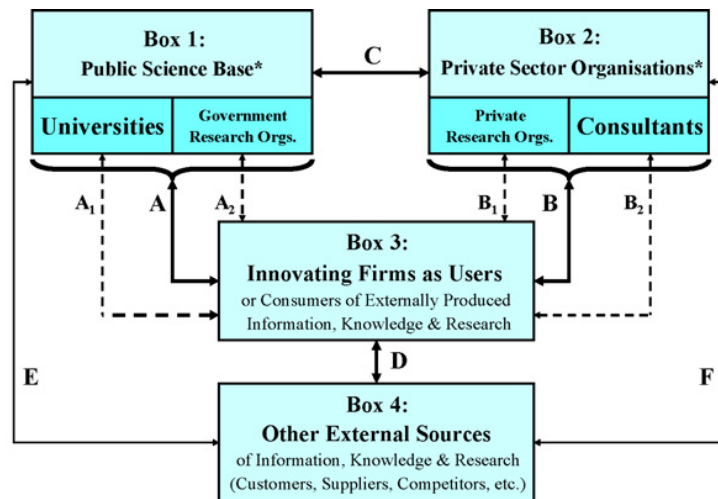 Box 1:
Public Science Base*
Universities
Government
Research Orgs.
C
Box 2:
Private Sector Organisations*
Private
Research Orgs.
Consultants
A₁
A
A₂
B₁
B
B₂
Box 3:
Innovating Firms as Users
or Consumers of Externally Produced
Information, Knowledge & Research
E
D
F
Box 4:
Other External Sources
of Information, Knowledge & Research
(Customers, Suppliers, Competitors, etc.)